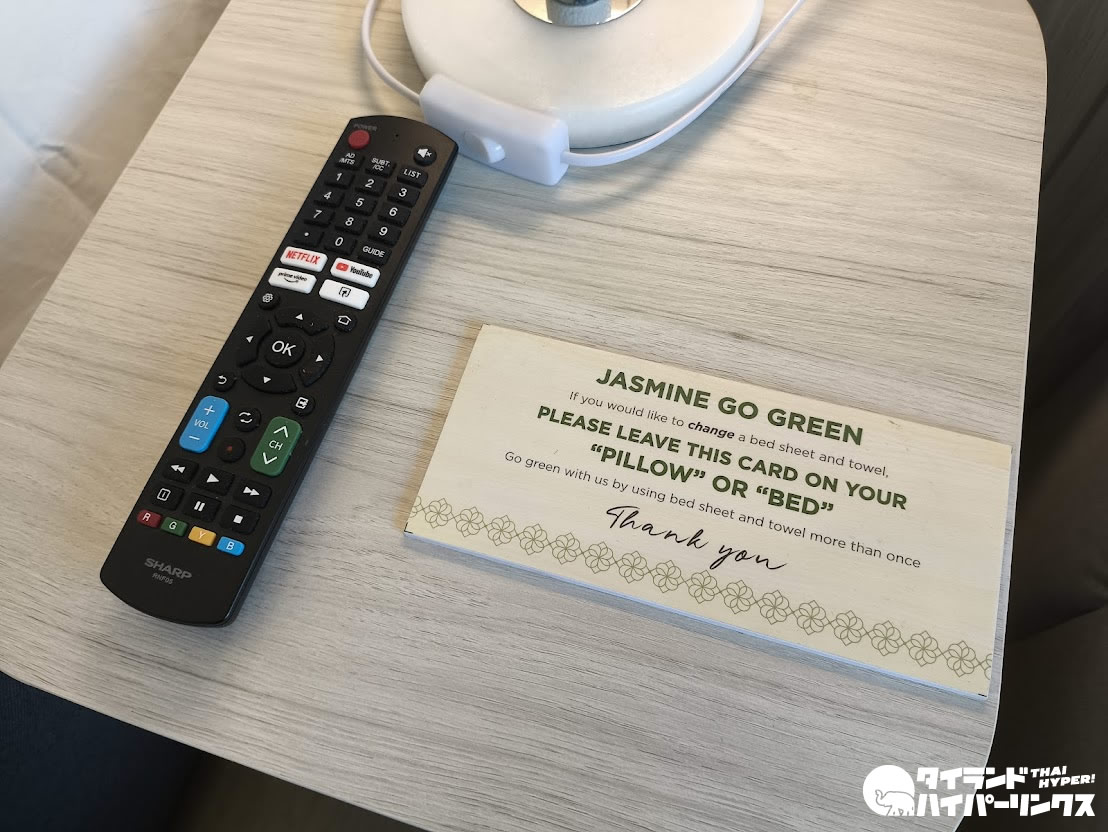 POWER
AD/MTS
SUBT./CC
LIST
1 2 3
4 5 6
7 8 9
• 0 GUIDE
NETFLIX
YouTube
prime video
OK
+
VOL
−
CH
R G Y B
SHARP
JASMINE GO GREEN
If you would like to change a bed sheet and towel,
PLEASE LEAVE THIS CARD ON YOUR
“PILLOW” OR “BED”
Go green with us by using bed sheet and towel more than once
Thank you
タイランド THAI HYPER!
ハイパーリンクス